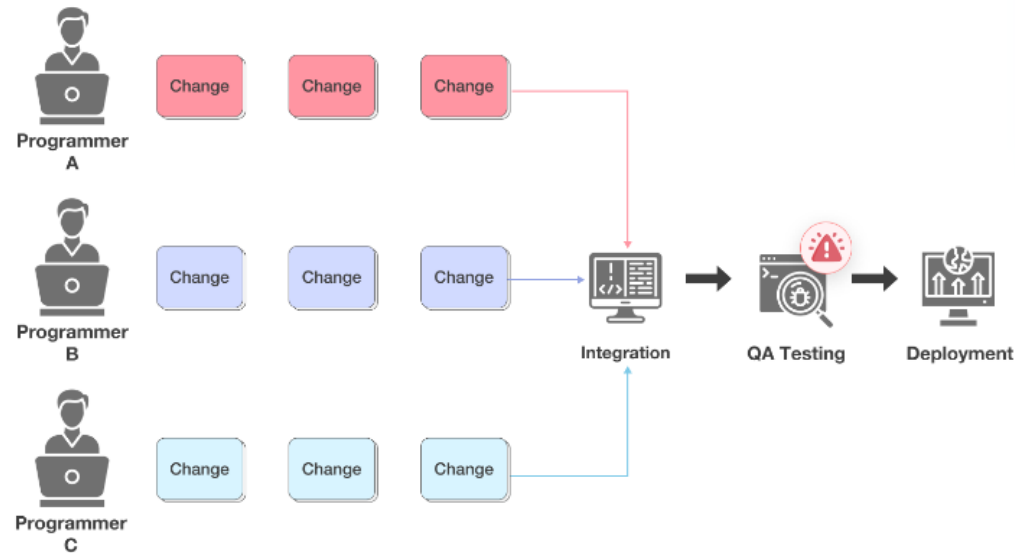 Change
Change
Change
Programmer
A
Change
Change
Change
Programmer
B
Integration
QA Testing
Deployment
Change
Change
Change
Programmer
C